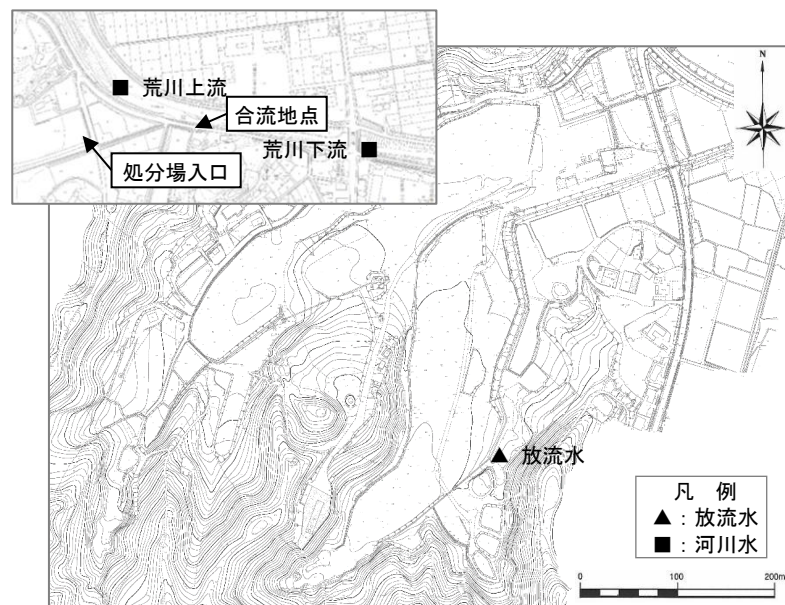 荒川上流
合流地点
荒川下流
処分場入口
N
▲ 放流水
凡 例
▲：放流水
■：河川水
0 100 200m